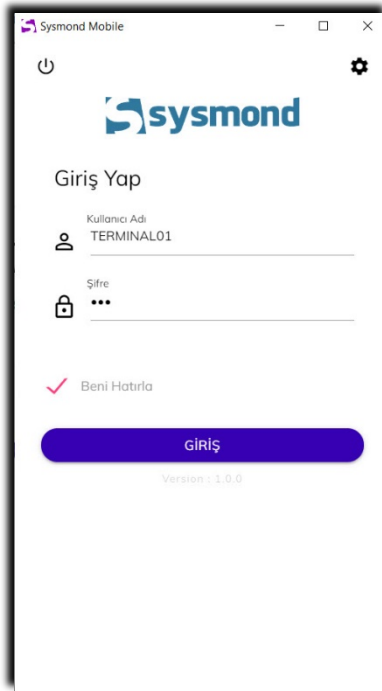 Sysmond Mobile
sysmond
Giriş Yap
Kullanıcı Adı
TERMINAL01
Şifre
•••
Beni Hatırla
GİRİŞ
Version : 1.0.0